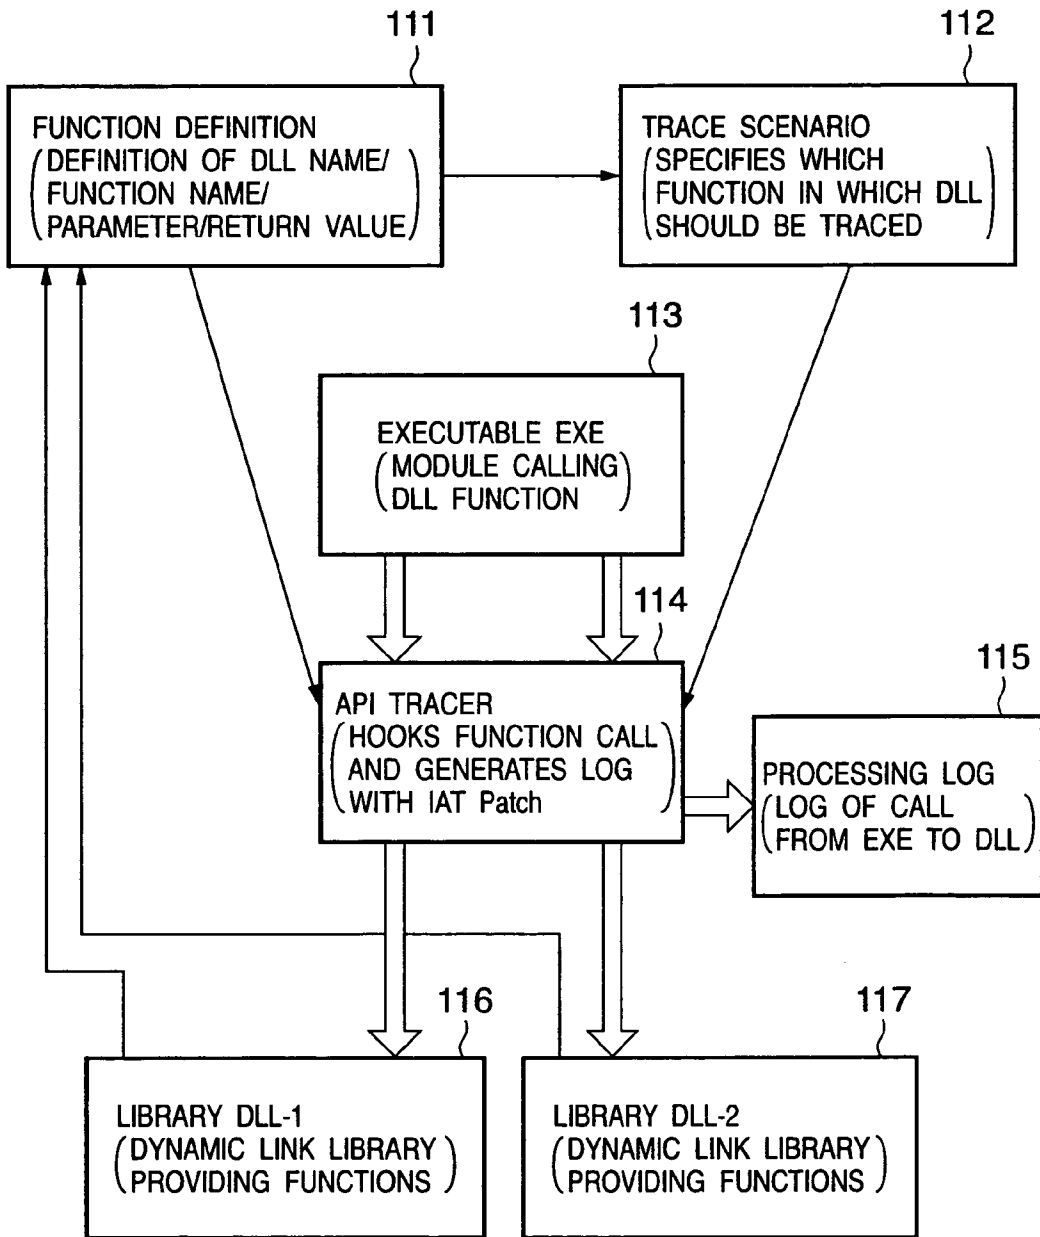 111
112
FUNCTION DEFINITION
(DEFINITION OF DLL NAME/
FUNCTION NAME/
PARAMETER/RETURN VALUE)
TRACE SCENARIO
(SPECIFIES WHICH
FUNCTION IN WHICH DLL
SHOULD BE TRACED)
113
EXECUTABLE EXE
(MODULE CALLING
DLL FUNCTION)
114
API TRACER
(HOOKS FUNCTION CALL
AND GENERATES LOG
WITH IAT Patch)
115
PROCESSING LOG
(LOG OF CALL
FROM EXE TO DLL)
116
117
LIBRARY DLL-1
(DYNAMIC LINK LIBRARY
PROVIDING FUNCTIONS)
LIBRARY DLL-2
(DYNAMIC LINK LIBRARY
PROVIDING FUNCTIONS)